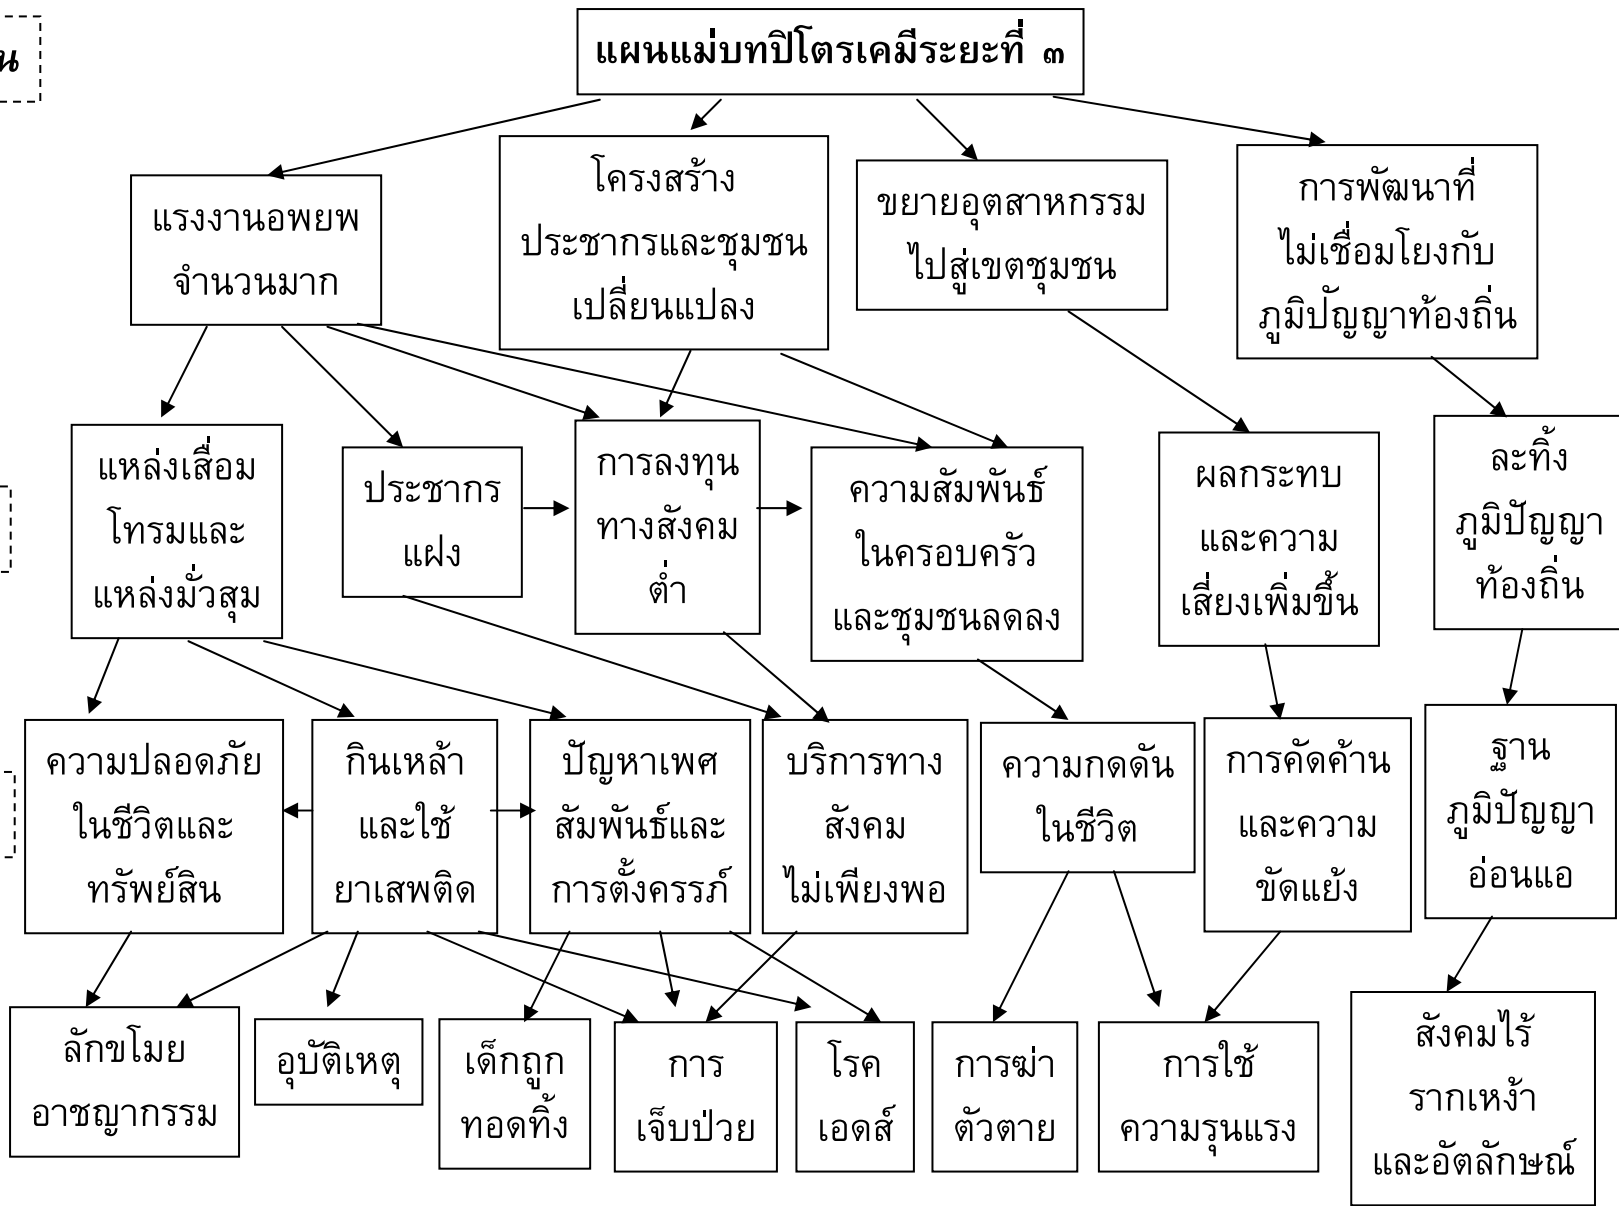 น
แผนแม่บทปิโตรเคมีระยะที่ ๓
แรงงานอพยพ
จำนวนมาก
โครงสร้าง
ประชากรและชุมชน
เปลี่ยนแปลง
ขยายอุตสาหกรรม
ไปสู่เขตชุมชน
การพัฒนาที่
ไม่เชื่อมโยงกับ
ภูมิปัญญาท้องถิ่น
แหล่งเสื่อม
โทรมและ
แหล่งมั่วสุม
ประชากร
แฝง
การลงทุน
ทางสังคม
ต่ำ
ความสัมพันธ์
ในครอบครัว
และชุมชนลดลง
ผลกระทบ
และความ
เสี่ยงเพิ่มขึ้น
ละทิ้ง
ภูมิปัญญา
ท้องถิ่น
ความปลอดภัย
ในชีวิตและ
ทรัพย์สิน
กินเหล้า
และใช้
ยาเสพติด
ปัญหาเพศ
สัมพันธ์และ
การตั้งครรภ์
บริการทาง
สังคม
ไม่เพียงพอ
ความกดดัน
ในชีวิต
การคัดค้าน
และความ
ขัดแย้ง
ฐาน
ภูมิปัญญา
อ่อนแอ
ลักขโมย
อาชญากรรม
อุบัติเหตุ
เด็กถูก
ทอดทิ้ง
การ
เจ็บป่วย
โรค
เอดส์
การฆ่า
ตัวตาย
การใช้
ความรุนแรง
สังคมไร้
รากเหง้า
และอัตลักษณ์